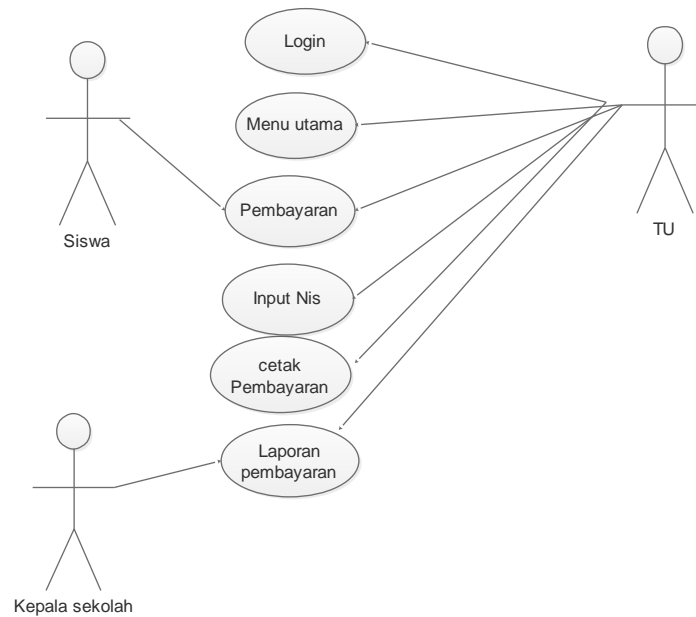 Login
Menu utama
Pembayaran
Siswa
TU
Input Nis
cetak
Pembayaran
Laporan
pembayaran
Kepala sekolah